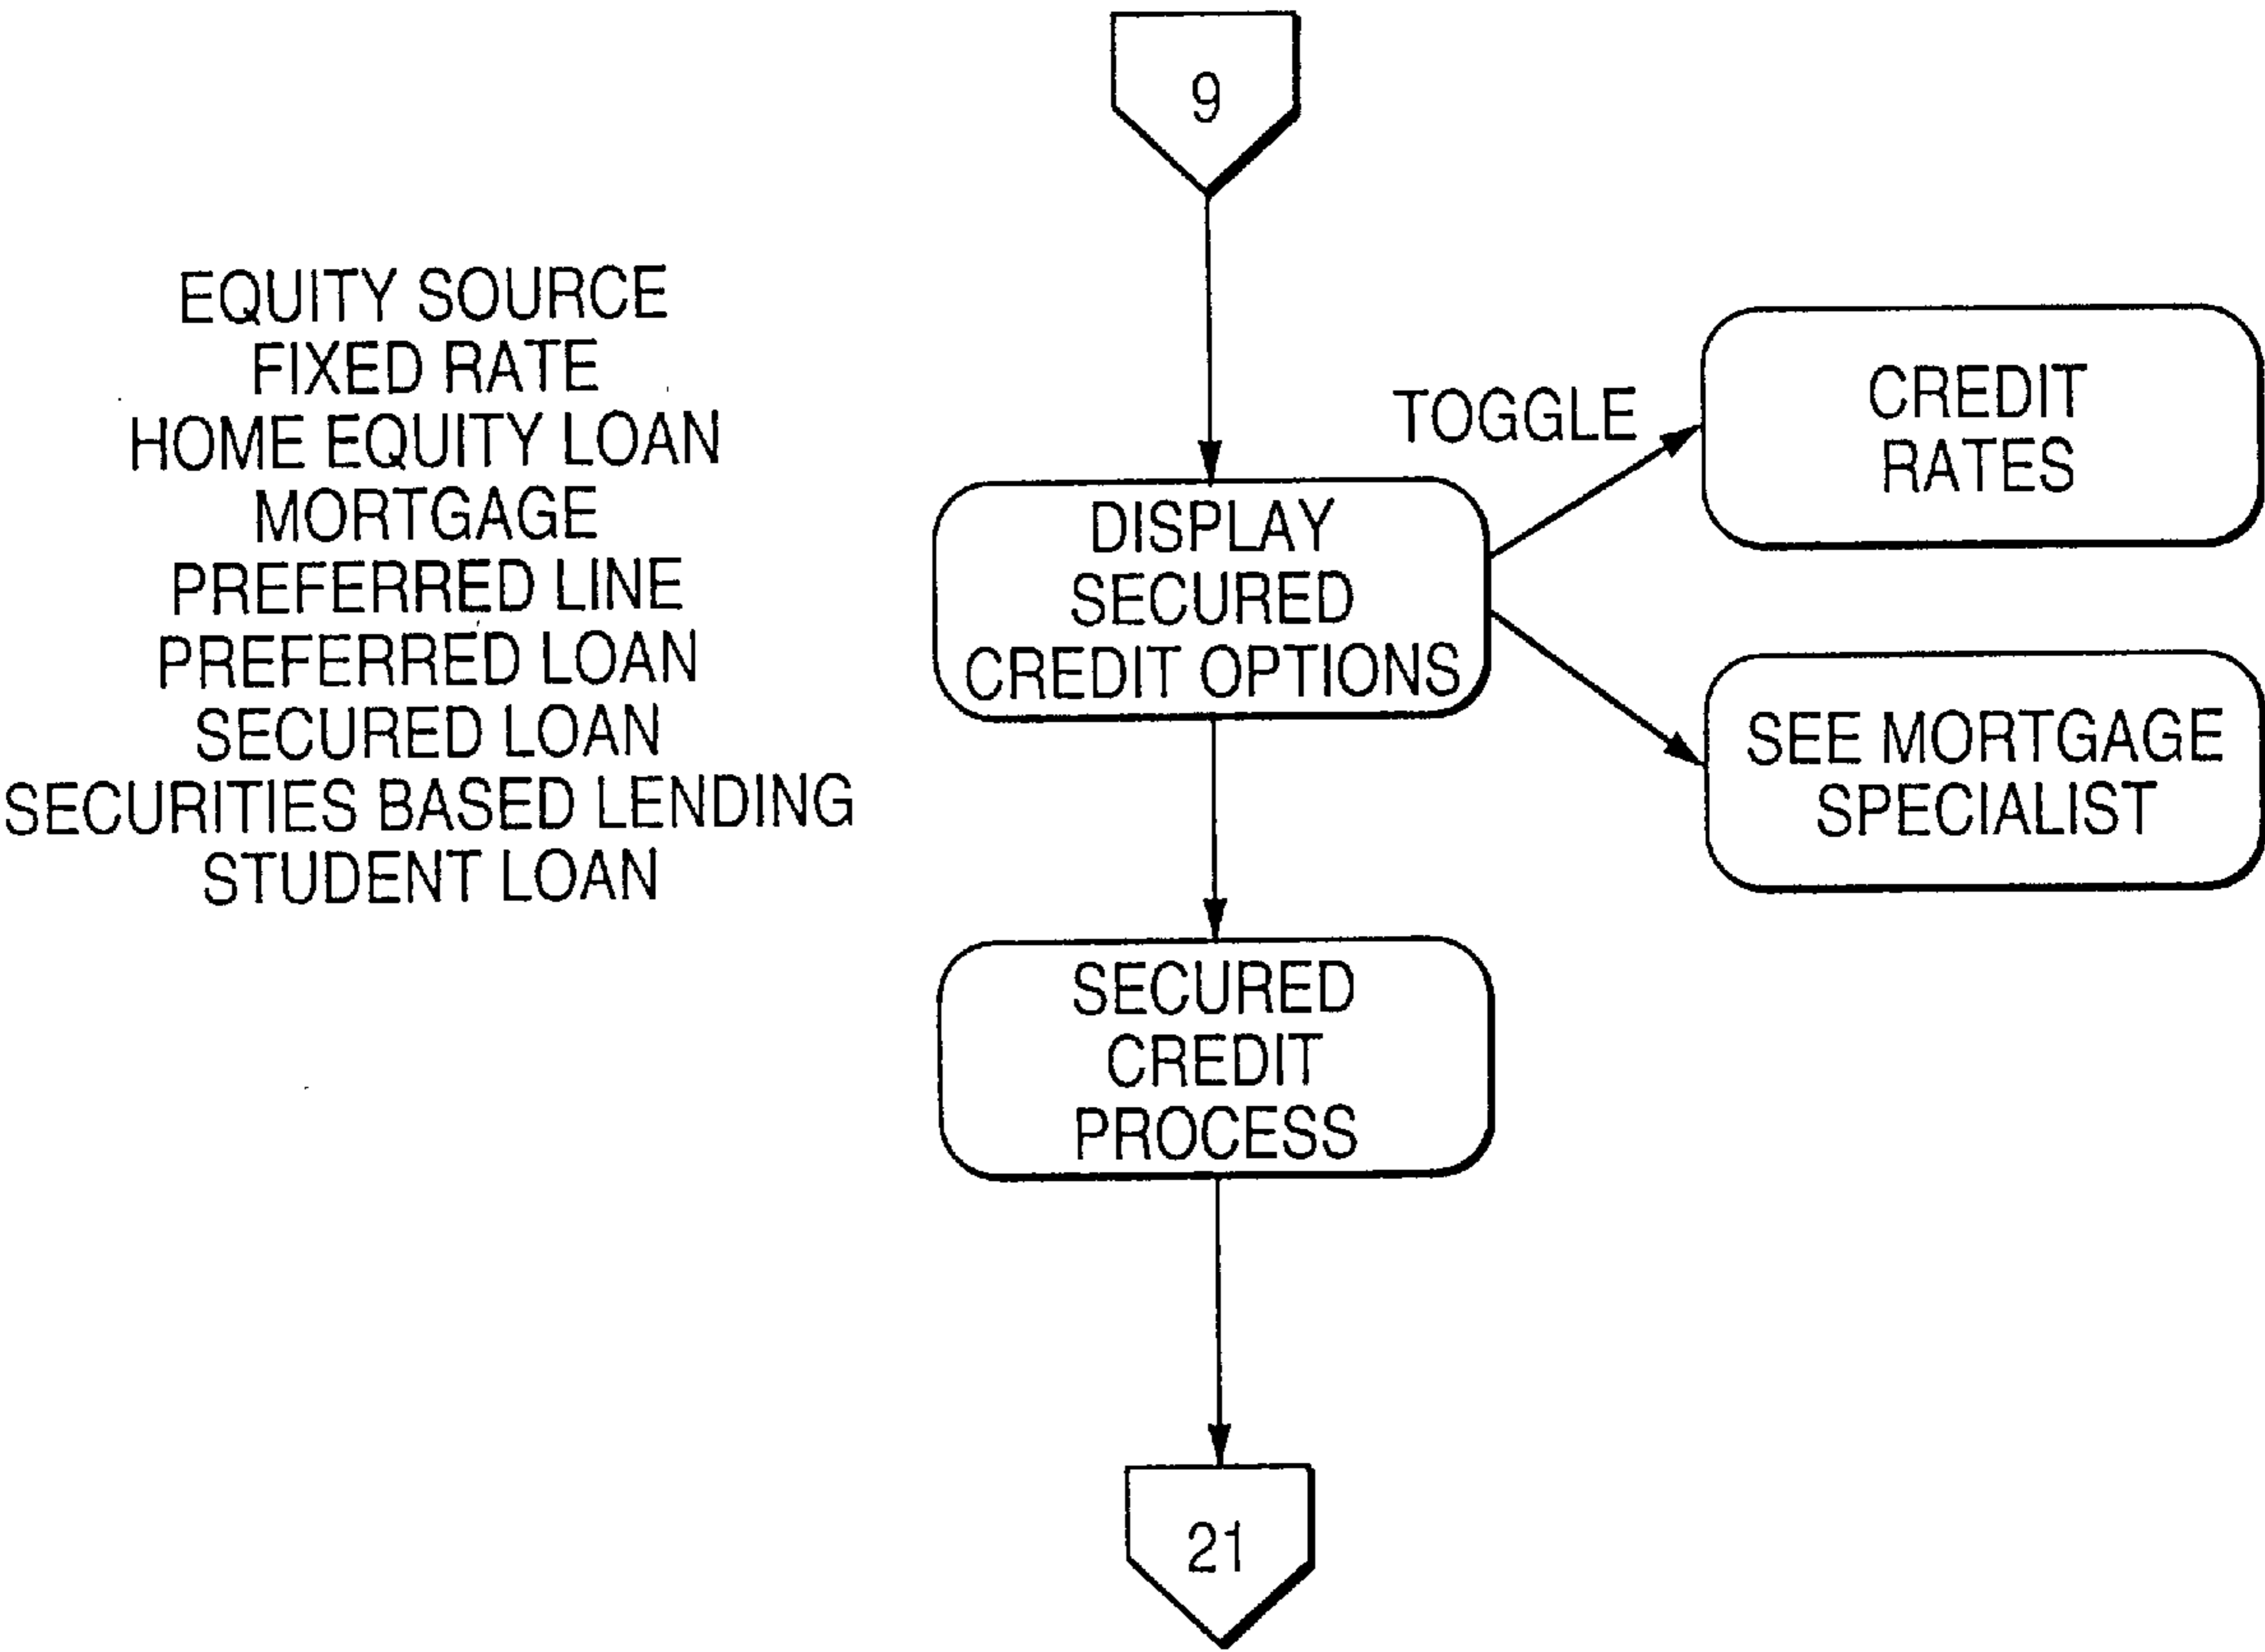 9
EQUITY SOURCE
FIXED RATE
HOME EQUITY LOAN
MORTGAGE
PREFERRED LINE
PREFERRED LOAN
SECURED LOAN
SECURITIES BASED LENDING
STUDENT LOAN
DISPLAY
SECURED
CREDIT OPTIONS
TOGGLE
CREDIT
RATES
SEE MORTGAGE
SPECIALIST
SECURED
CREDIT
PROCESS
21